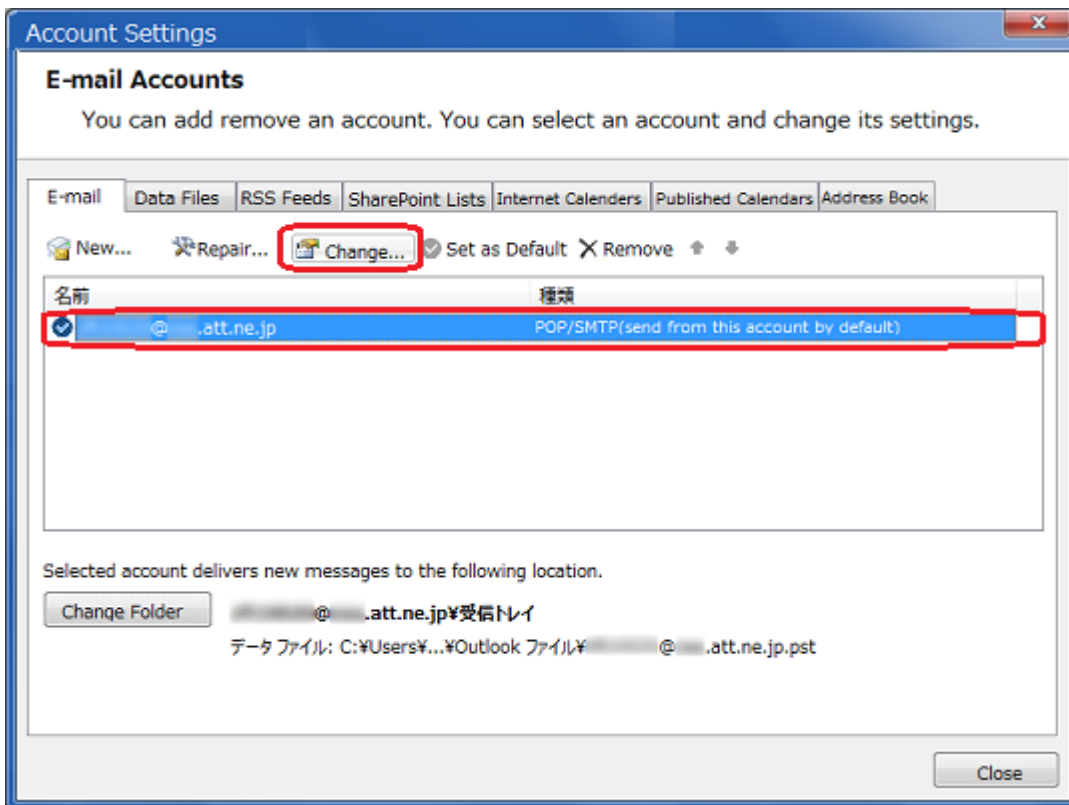 Account Settings
E-mail Accounts
You can add remove an account. You can select an account and change its settings.
E-mail Data Files RSS Feeds SharePoint Lists Internet Calenders Published Calendars Address Book
New... Repair... Change... Set as Default Remove
名前 種類
@ .att.ne.jp POP/SMTP(send from this account by default)
Selected account delivers new messages to the following location.
Change Folder @ .att.ne.jp¥受信トレイ
データ ファイル: C:¥Users¥...¥Outlook ファイル¥ @ .att.ne.jp.pst
Close